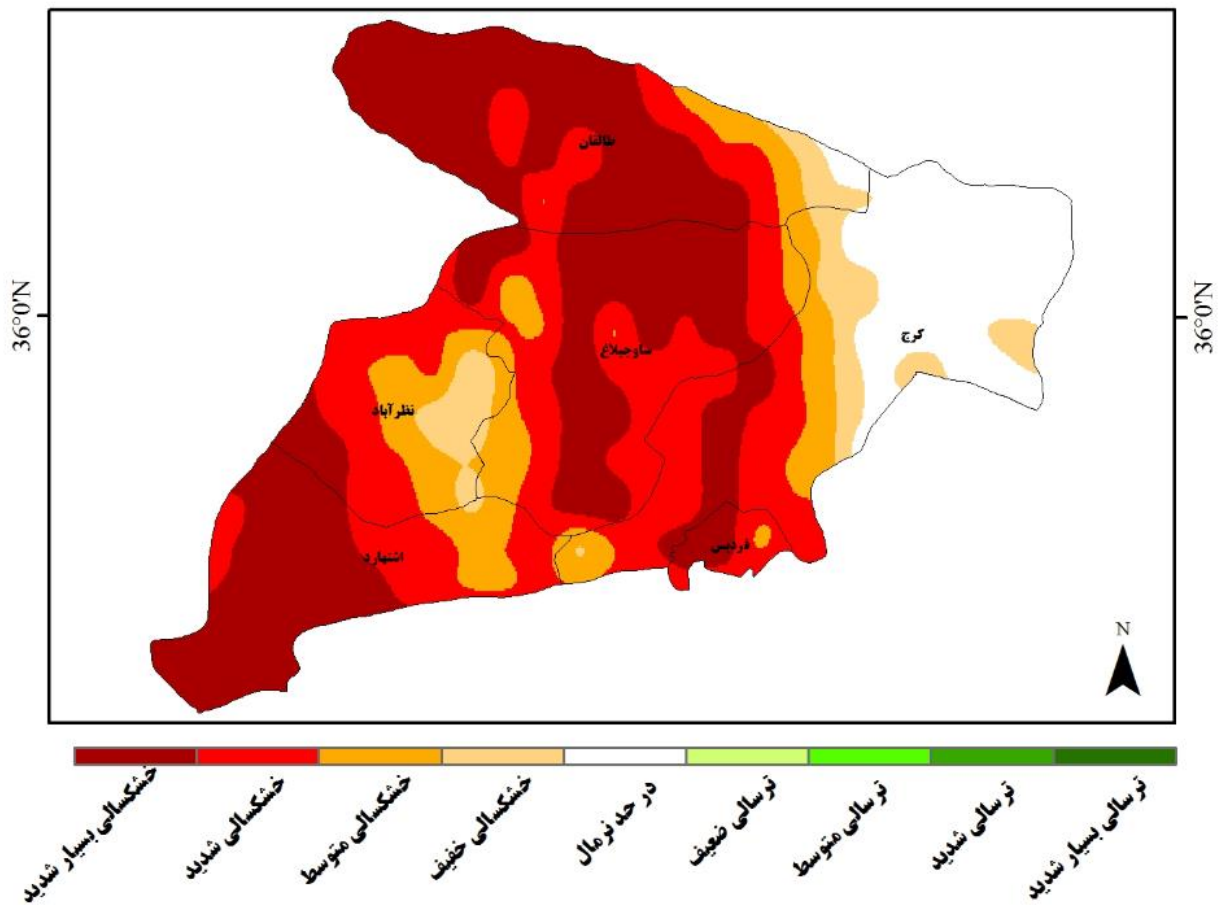 طالقان
36°0'N
36°0'N
کرج
ساوجبلاغ
نظرآباد
اشتهارد
فردیس
N
خشکسالی بسیار شدید
خشکسالی شدید
خشکسالی متوسط
خشکسالی خفیف
در حد نرمال
ترسالی ضعیف
ترسالی متوسط
ترسالی شدید
ترسالی بسیار شدید